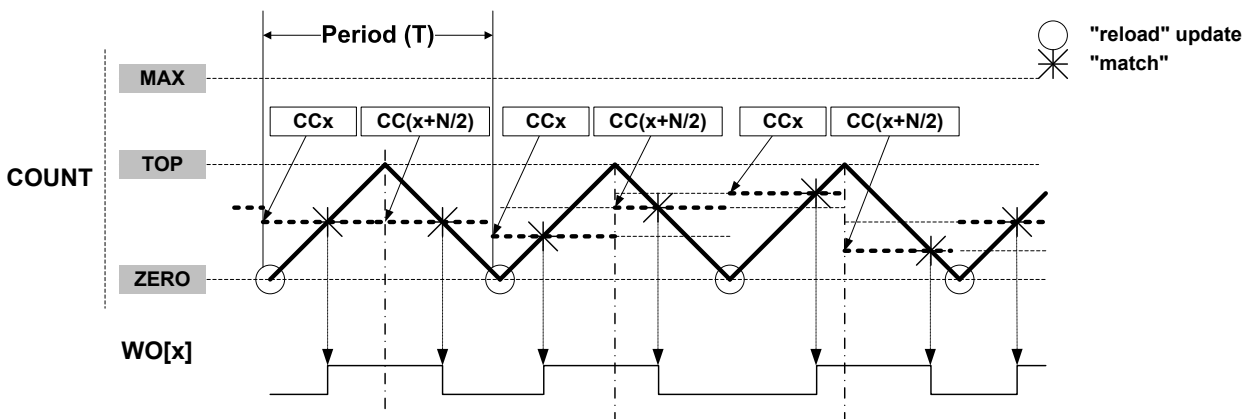 Period (T)
"reload" update
"match"
MAX
CCx
CC(x+N/2)
CCx
CC(x+N/2)
CCx
CC(x+N/2)
TOP
COUNT
ZERO
WO[x]